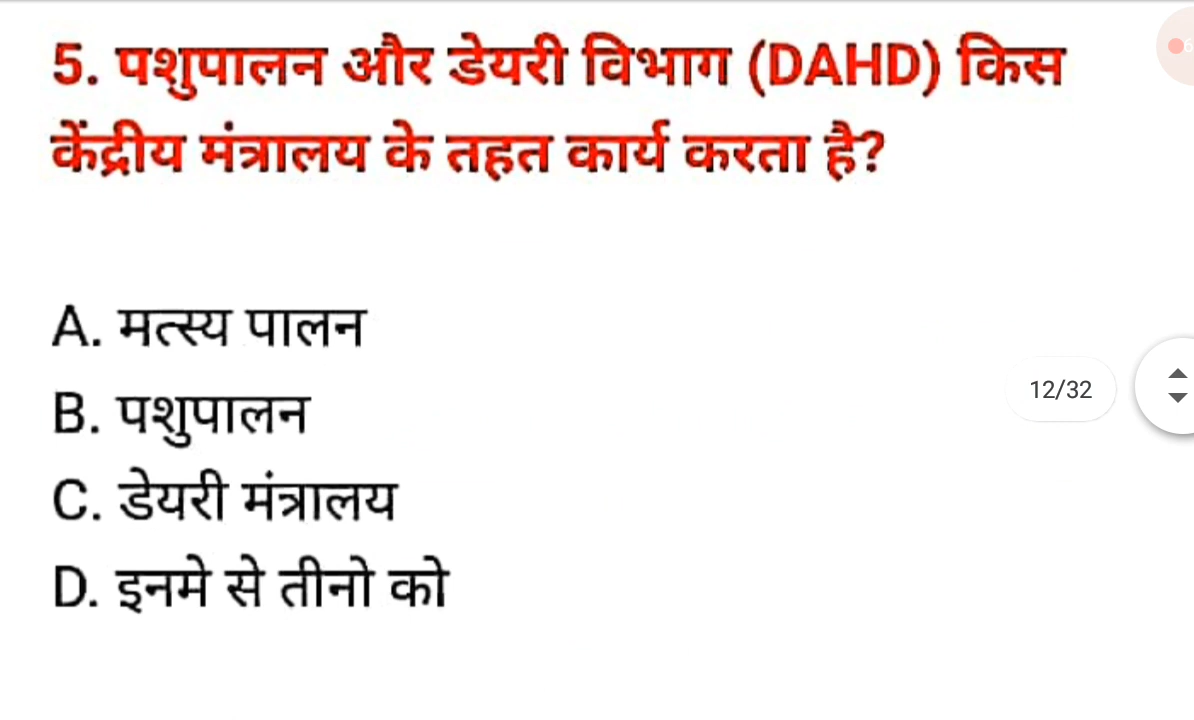 5. पशुपालन और डेयरी विभाग (DAHD) किस
केंद्रीय मंत्रालय के तहत कार्य करता है?
A. मत्स्य पालन
B. पशुपालन
12/32
C. डेयरी मंत्रालय
D. इनमे से तीनो को